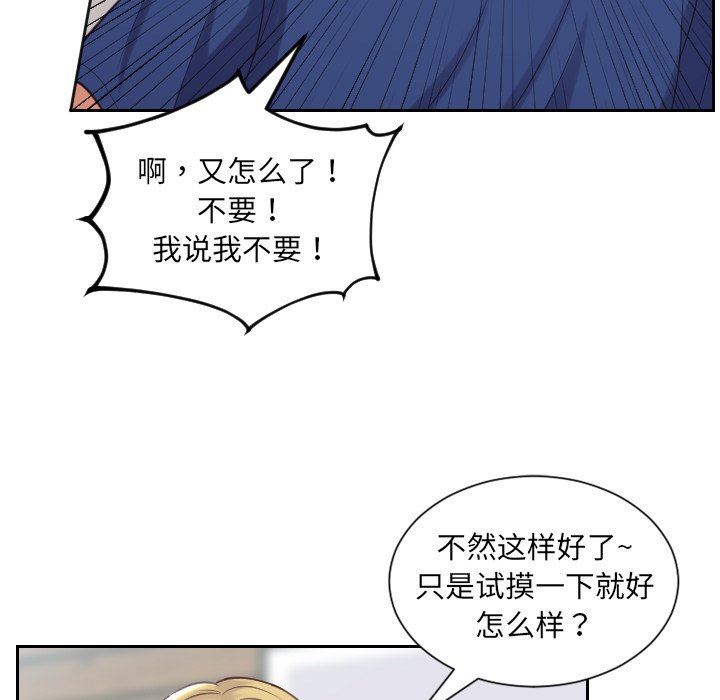 啊，又怎么了！
不要！
我说我不要！
不然这样好了~
只是试摸一下就好
怎么样？